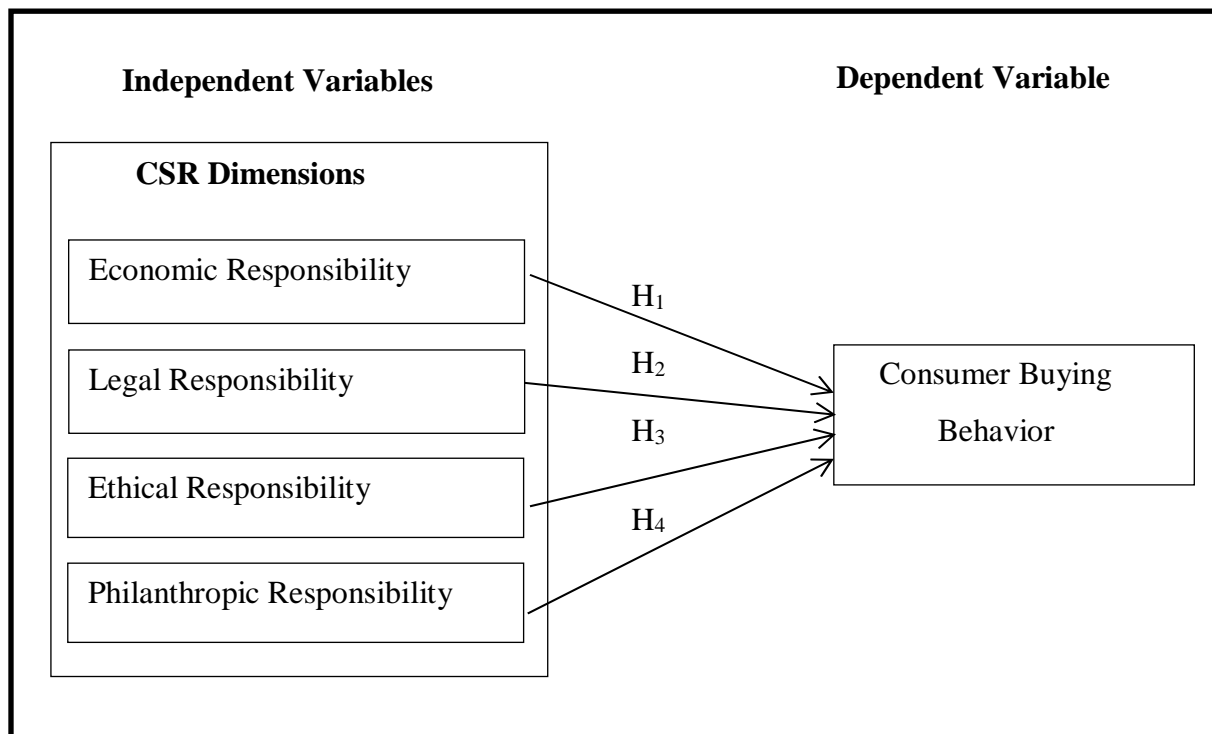 Independent Variables
Dependent Variable
CSR Dimensions
Economic Responsibility
Legal Responsibility
Ethical Responsibility
Philanthropic Responsibility
H₁
H₂
H₃
H₄
Consumer Buying
Behavior